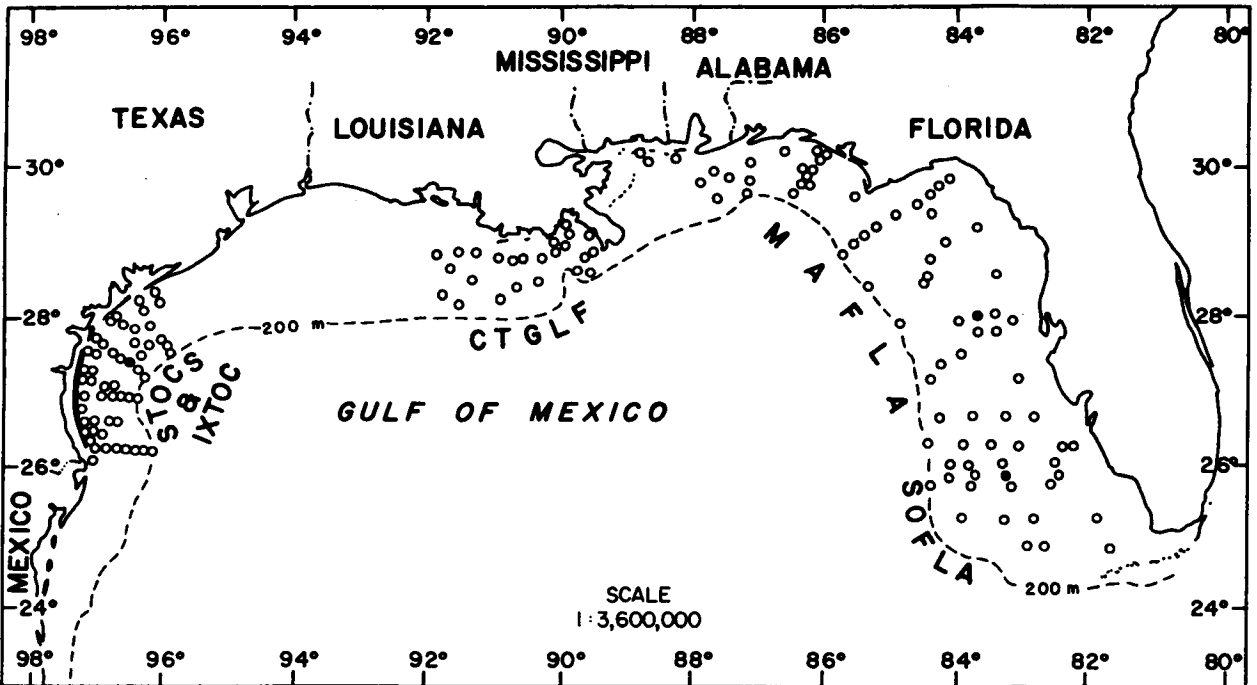 98° 96° 94° 92° 90° 88° 86° 84° 82° 80°
MISSISSIPPI
ALABAMA
TEXAS
LOUISIANA
FLORIDA
30° 30°
28° 28°
200 m
CTGLF
MAFLA
STOCS
&
IXTOC
GULF OF MEXICO
26° 26°
SOFLA
MEXICO
200 m
24° 24°
SCALE
1:3,600,000
98° 96° 94° 92° 90° 88° 86° 84° 82° 80°